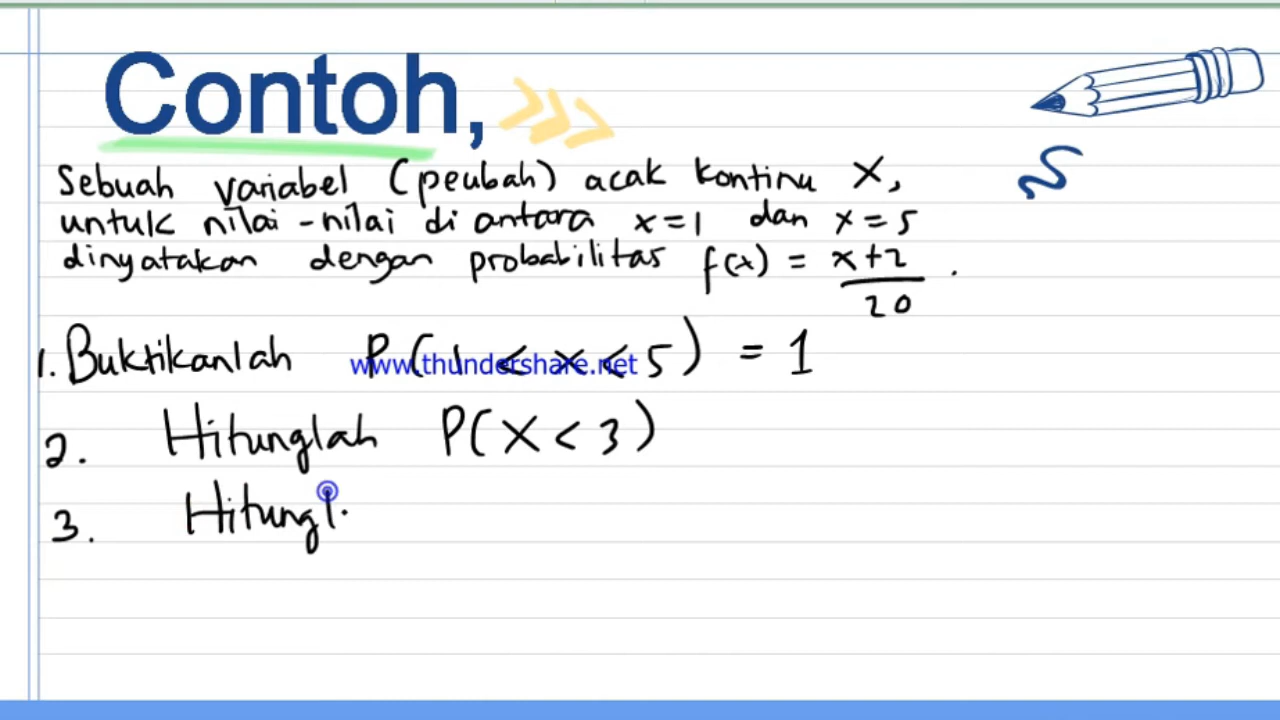 Contoh,
Sebuah variabel (peubah) acak kontinu X,
untuk nilai-nilai di antara x=1 dan x=5
dinyatakan dengan probabilitas f(x) = x+2
20 .
1. Buktikanlah P(1 < x < 5) = 1
www.thundershare.net
2. Hitunglah P(X < 3)
3. Hitungl